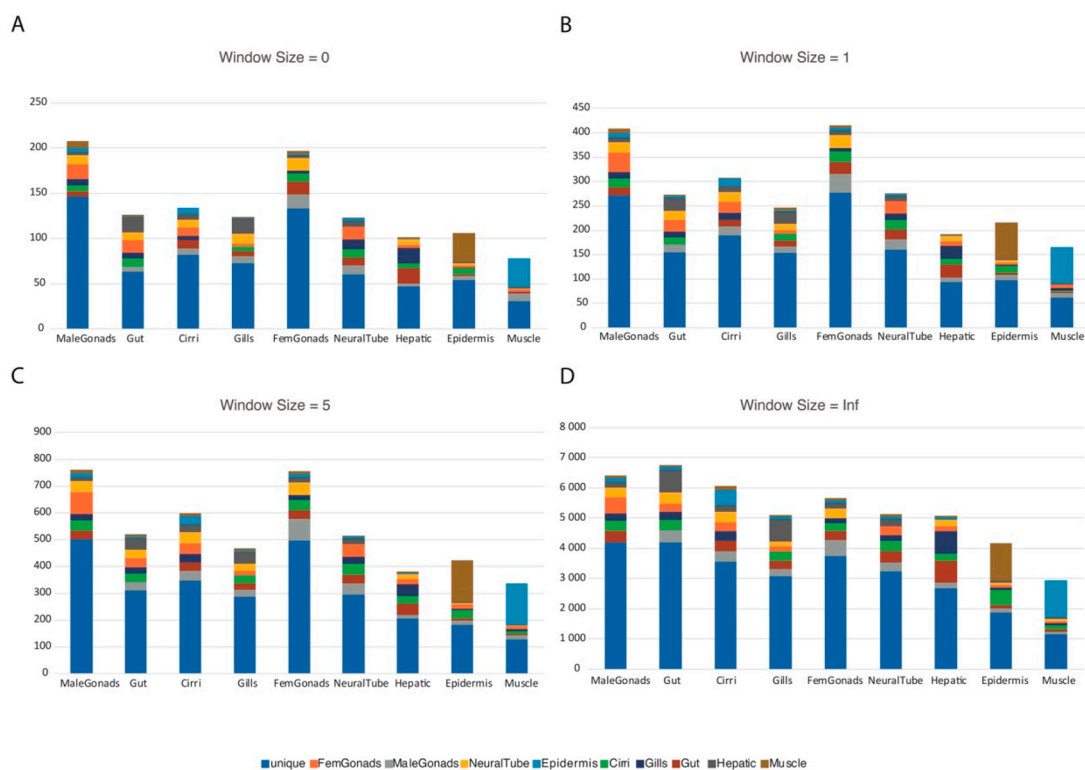 A
B
Window Size = 0
Window Size = 1
250
200
150
100
50
0
MaleGonads Gut Cirri Gills FemGonads NeuralTube Hepatic Epidermis Muscle
450
400
350
300
250
200
150
100
50
0
MaleGonads Gut Cirri Gills FemGonads NeuralTube Hepatic Epidermis Muscle
C
D
Window Size = 5
Window Size = Inf
900
800
700
600
500
400
300
200
100
0
MaleGonads Gut Cirri Gills FemGonads NeuralTube Hepatic Epidermis Muscle
8 000
7 000
6 000
5 000
4 000
3 000
2 000
1 000
0
MaleGonads Gut Cirri Gills FemGonads NeuralTube Hepatic Epidermis Muscle
unique FemGonads MaleGonads NeuralTube Epidermis Cirri Gills Gut Hepatic Muscle